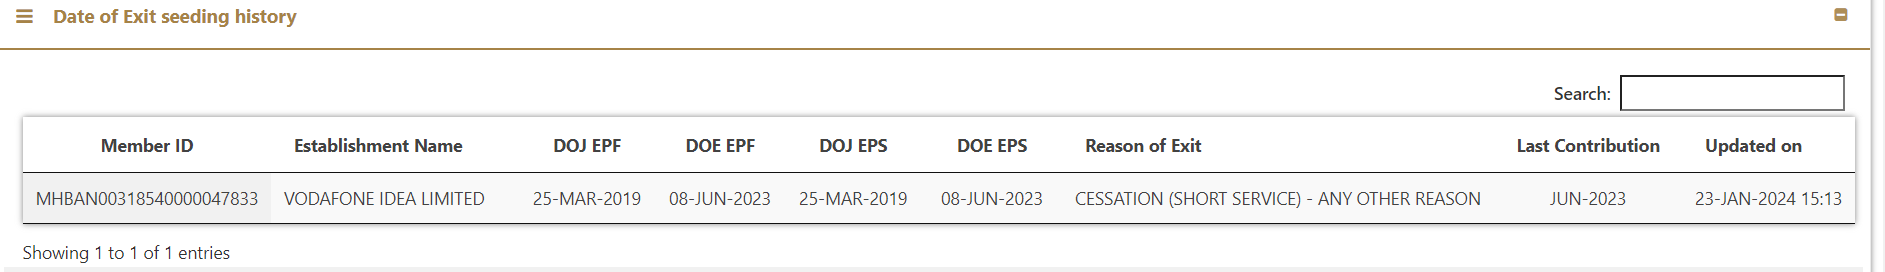 Date of Exit seeding history
Search:
Member ID Establishment Name DOJ EPF DOE EPF DOJ EPS DOE EPS Reason of Exit Last Contribution Updated on
MHBAN00318540000047833 VODAFONE IDEA LIMITED 25-MAR-2019 08-JUN-2023 25-MAR-2019 08-JUN-2023 CESSATION (SHORT SERVICE) - ANY OTHER REASON JUN-2023 23-JAN-2024 15:13
Showing 1 to 1 of 1 entries